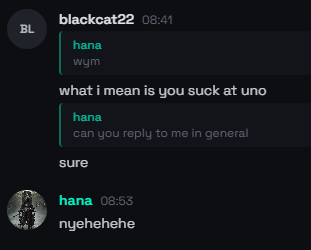 BL
blackcat22 08:41
hana
wym
what i mean is you suck at uno
hana
can you reply to me in general
sure
hana 08:53
nyehehehe